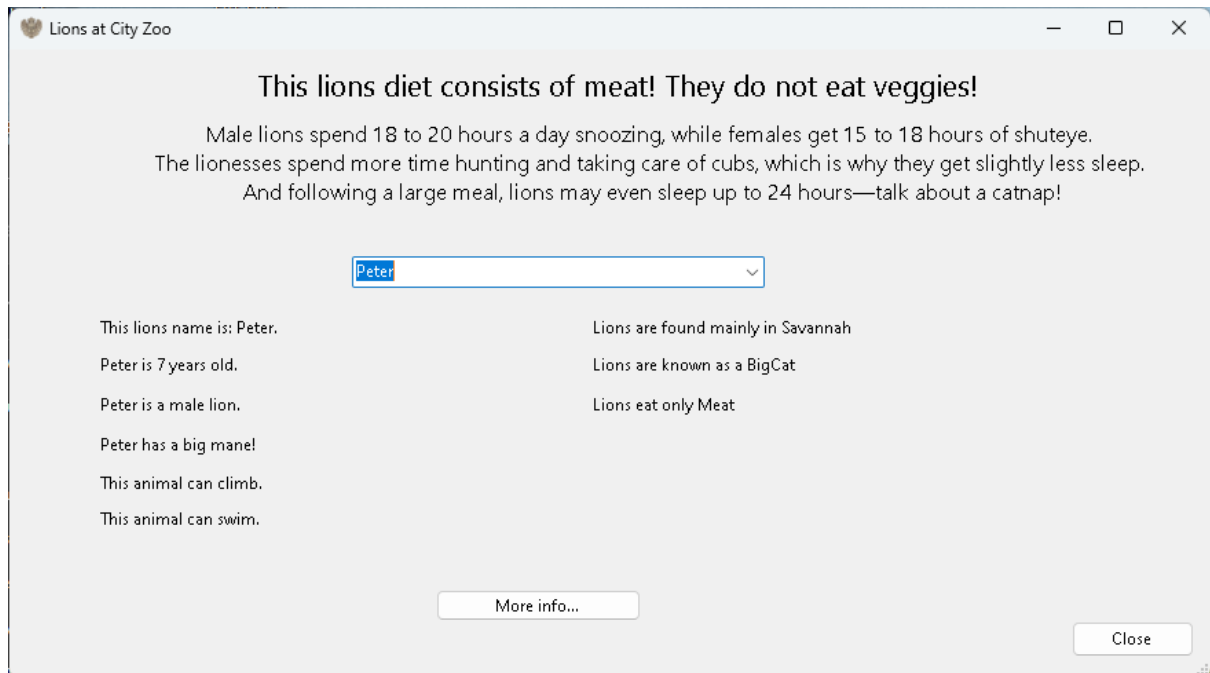 Lions at City Zoo
This lions diet consists of meat! They do not eat veggies!
Male lions spend 18 to 20 hours a day snoozing, while females get 15 to 18 hours of shuteye.
The lionesses spend more time hunting and taking care of cubs, which is why they get slightly less sleep.
And following a large meal, lions may even sleep up to 24 hours—talk about a catnap!
Peter
This lions name is: Peter.
Peter is 7 years old.
Peter is a male lion.
Peter has a big mane!
This animal can climb.
This animal can swim.
Lions are found mainly in Savannah
Lions are known as a BigCat
Lions eat only Meat
More info...
Close